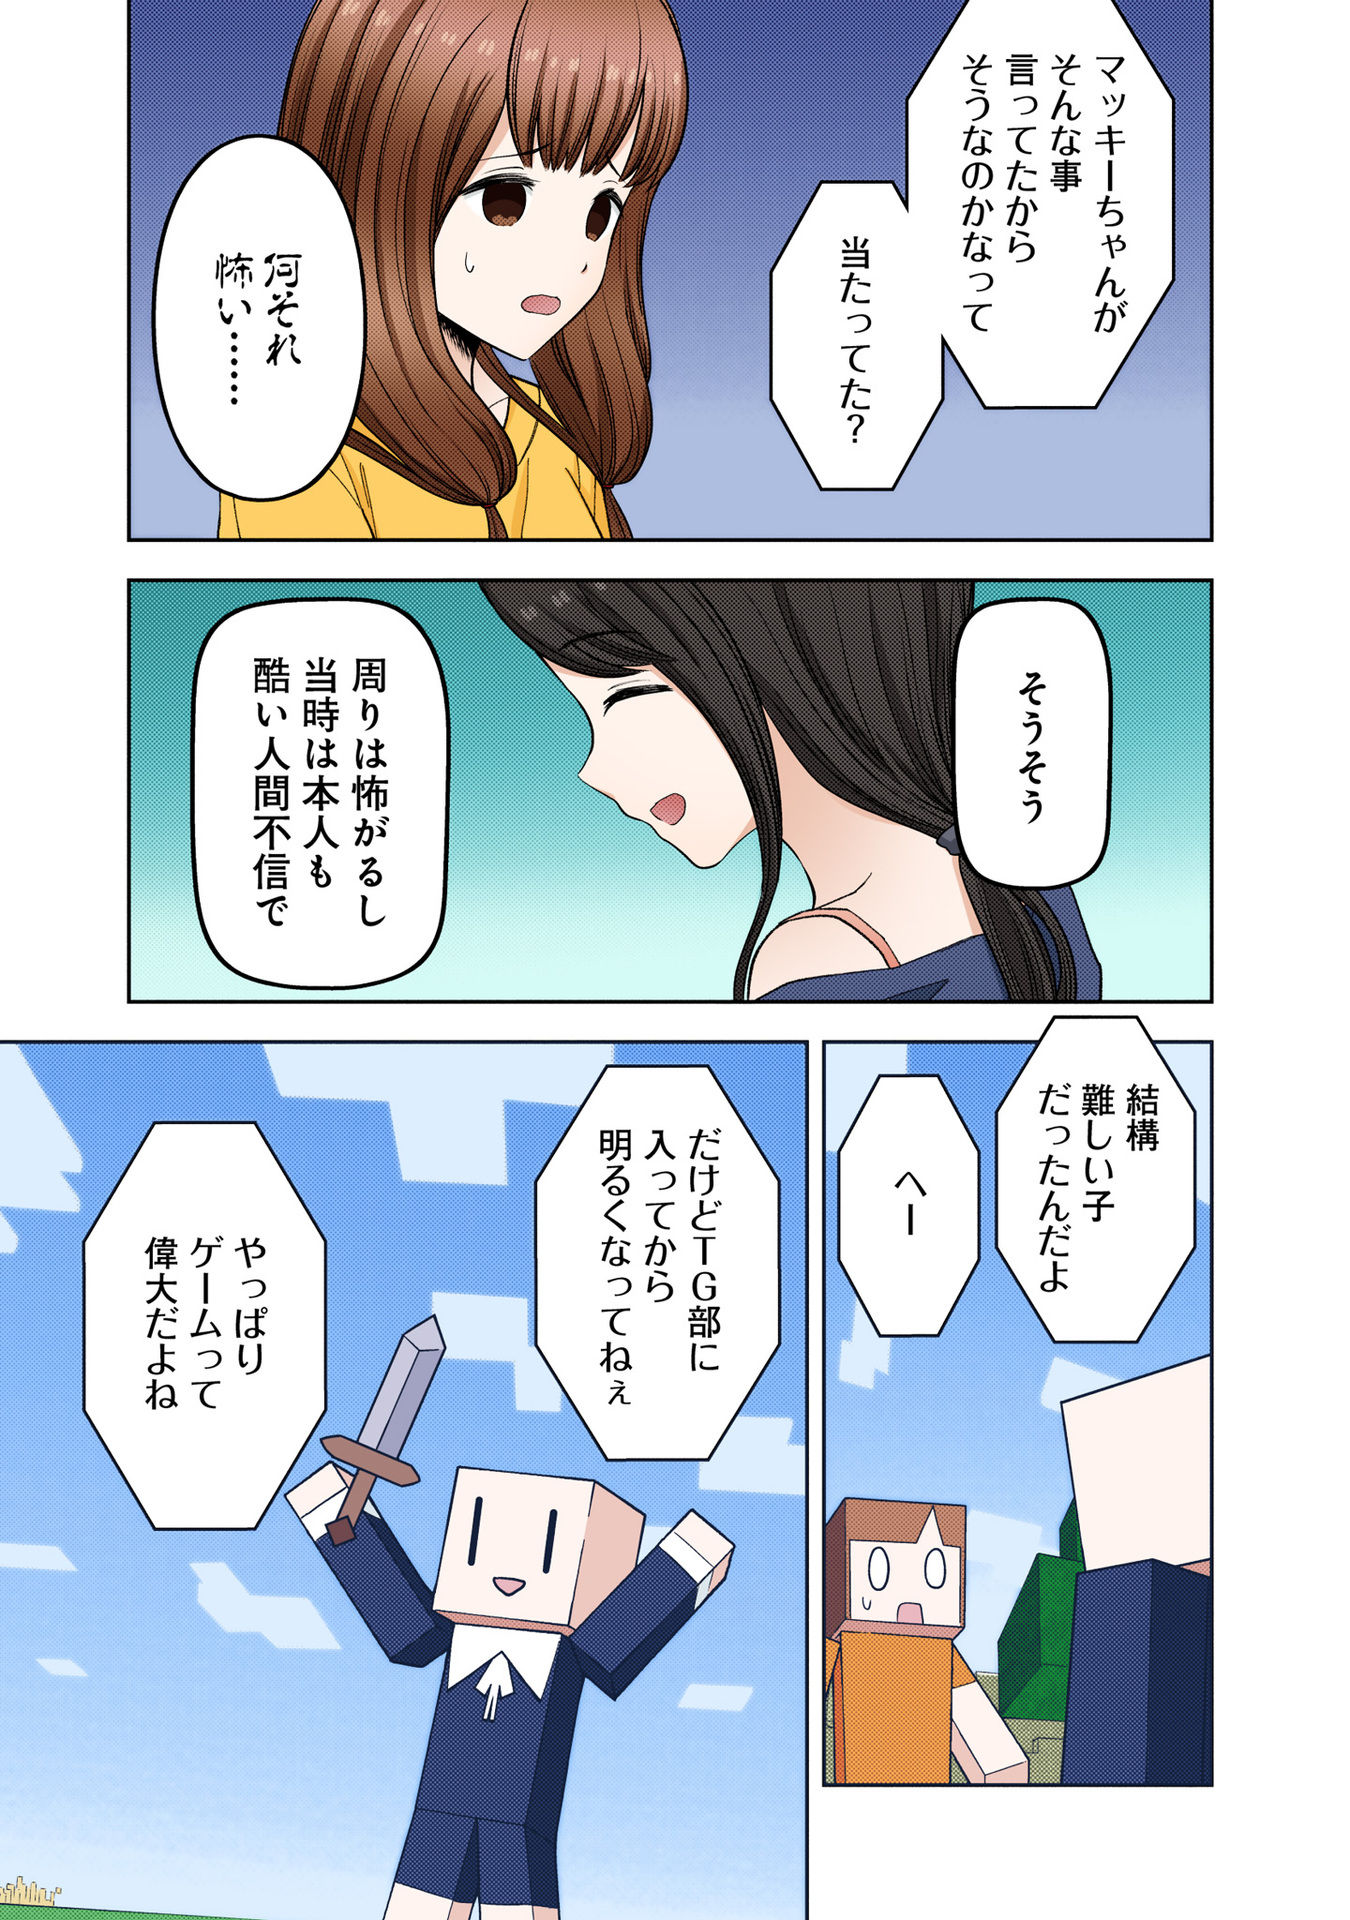 マッキーちゃんが
そんな事
言ってたから
そうなのかなって
当たってた?
何それ
怖い……
そうそう
周りは怖がるし
当時は本人も
酷い人間不信で
結構
難しい子
だったんだよ
へー
だけどTG部に
入ってから
明るくなってねぇ
やっぱり
ゲームって
偉大だよね